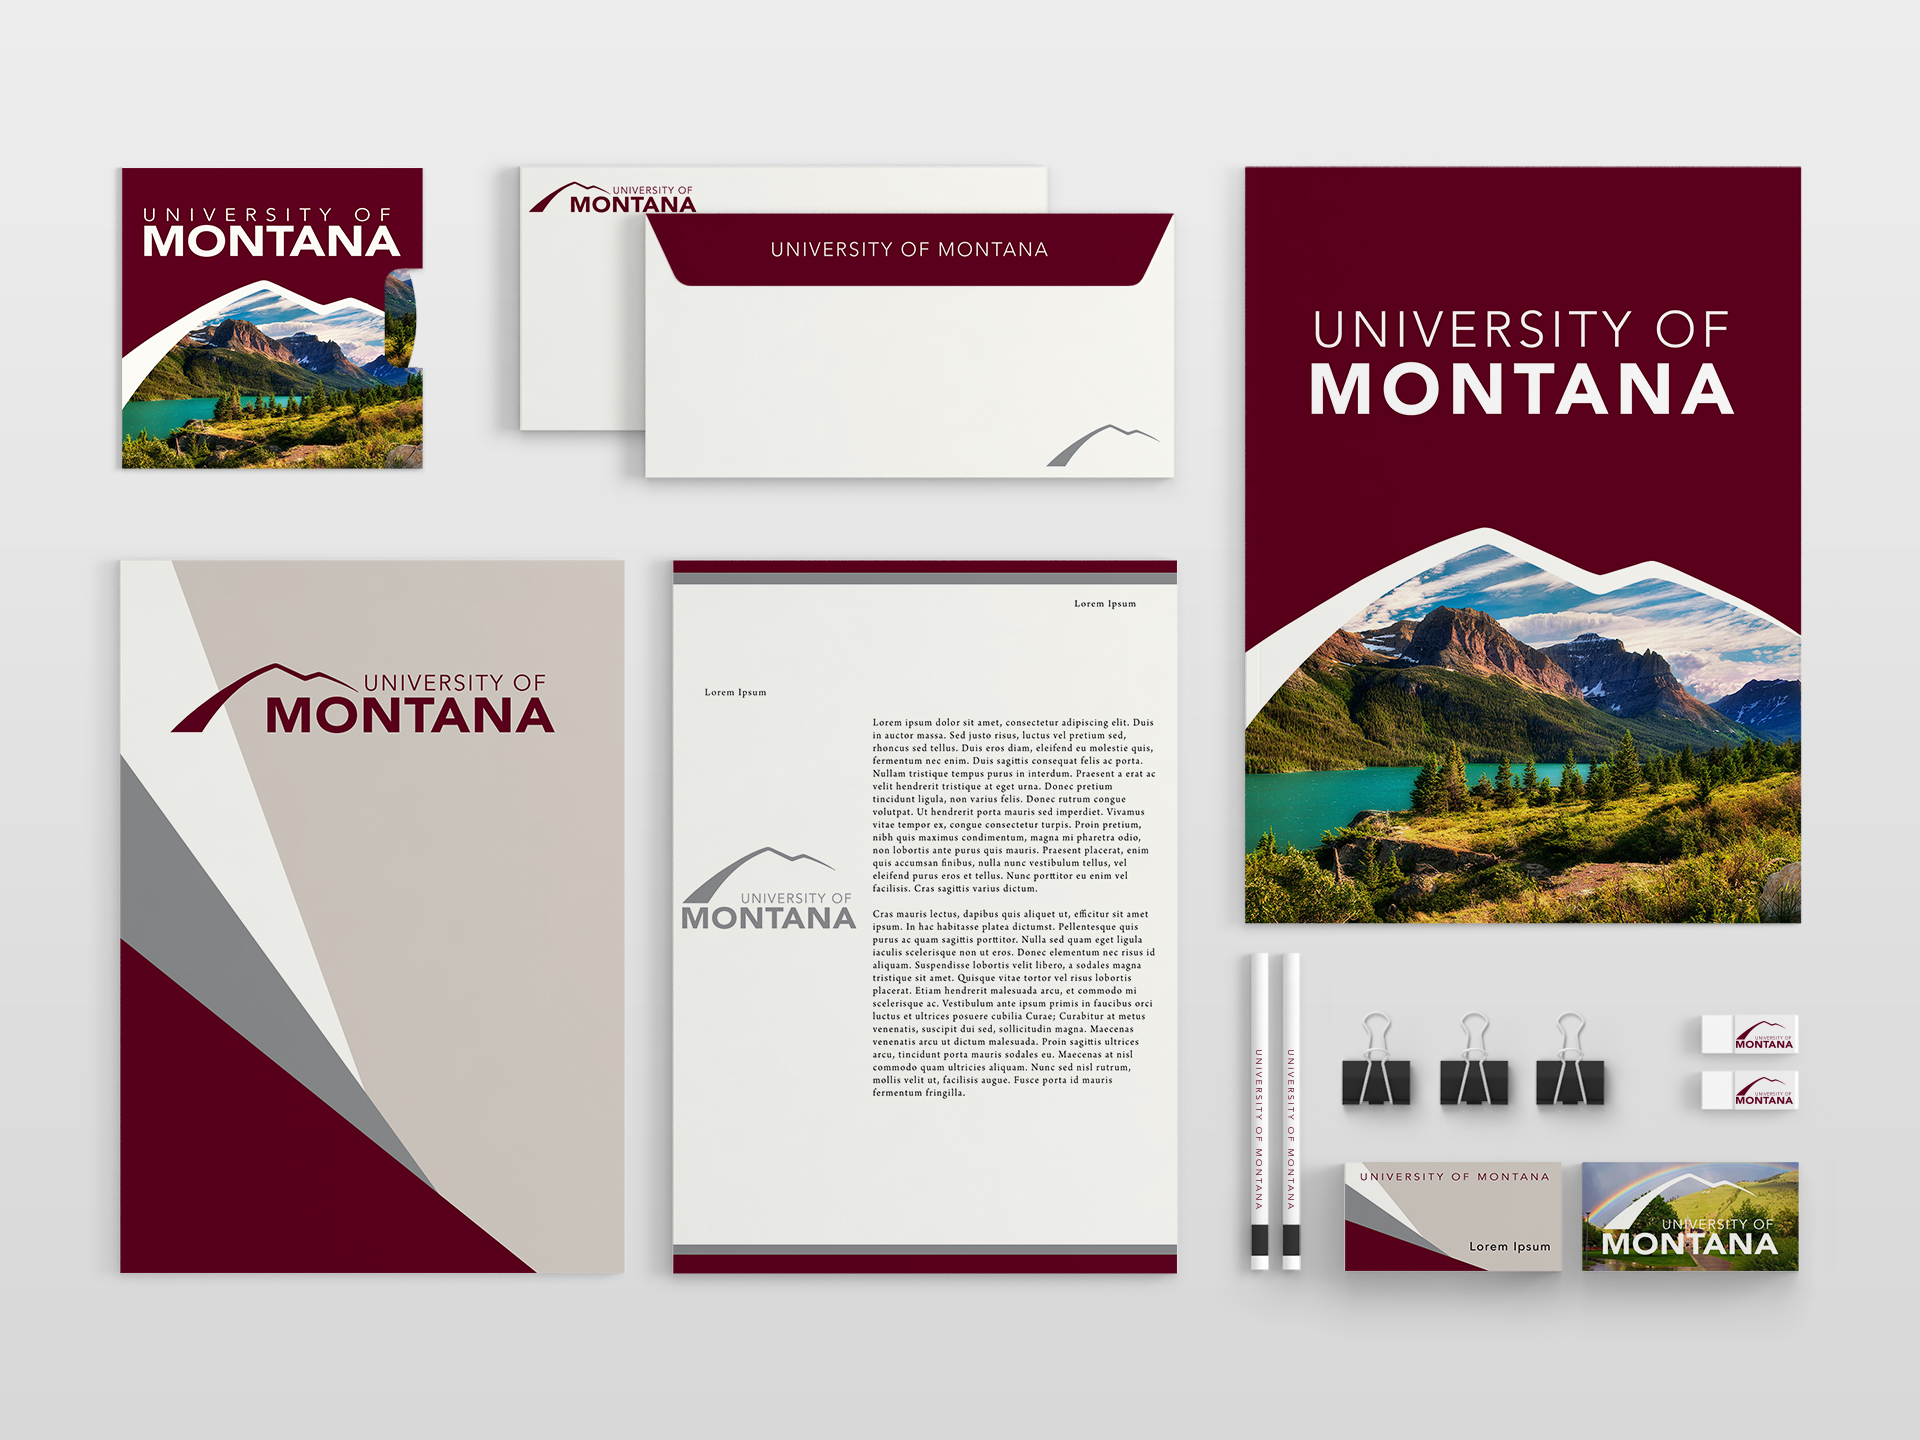 UNIVERSITY OF
MONTANA
UNIVERSITY OF
MONTANA
UNIVERSITY OF MONTANA
UNIVERSITY OF
MONTANA
UNIVERSITY OF
MONTANA
Lorem Ipsum
Lorem Ipsum
Lorem ipsum dolor sit amet, consectetur adipiscing elit. Duis
in auctor massa. Sed justo risus, luctus vel pretium sed,
rhoncus sed tellus. Duis eros diam, eleifend eu molestie quis,
fermentum nec enim. Duis sagittis consequat felis ac porta.
Nullam tristique tempus purus in interdum. Praesent a erat ac
velit hendrerit tristique at eget urna. Donec pretium
tincidunt ligula, non varius felis. Donec rutrum congue
volutpat. Ut hendrerit porta mauris sed imperdiet. Vivamus
vitae tempor ex, congue consectetur turpis. Proin pretium,
nibh quis maximus condimentum, magna mi pharetra odio,
non lobortis ante purus quis mauris. Praesent placerat, enim
quis accumsan finibus, nulla nunc vestibulum tellus, vel
eleifend purus eros et tellus. Nunc porttitor eu enim vel
facilisis. Cras sagittis varius dictum.
UNIVERSITY OF
MONTANA
Cras mauris lectus, dapibus quis aliquet ut, efficitur sit amet
ipsum. In hac habitasse platea dictumst. Pellentesque quis
purus ac quam sagittis porttitor. Nulla sed quam eget ligula
iaculis scelerisque non ut eros. Donec elementum nec risus id
aliquam. Suspendisse lobortis velit libero, a sodales magna
tristique sit amet. Quisque vitae tortor vel risus lobortis
placerat. Etiam hendrerit malesuada arcu, et commodo mi
scelerisque ac. Vestibulum ante ipsum primis in faucibus orci
luctus et ultrices posuere cubilia Curae; Curabitur at metus
venenatis, suscipit dui sed, sollicitudin magna. Maecenas
venenatis arcu ut dictum malesuada. Proin sagittis ultrices
arcu, tincidunt porta mauris sodales eu. Maecenas at nisl
commodo quam ultricies aliquam. Nunc sed nisl rutrum,
mollis velit ut, facilisis augue. Fusce porta id mauris
fermentum fringilla.
UNIVERSITY OF MONTANA
UNIVERSITY OF MONTANA
UNIVERSITY OF
MONTANA
UNIVERSITY OF
MONTANA
UNIVERSITY OF MONTANA
Lorem Ipsum
UNIVERSITY OF
MONTANA